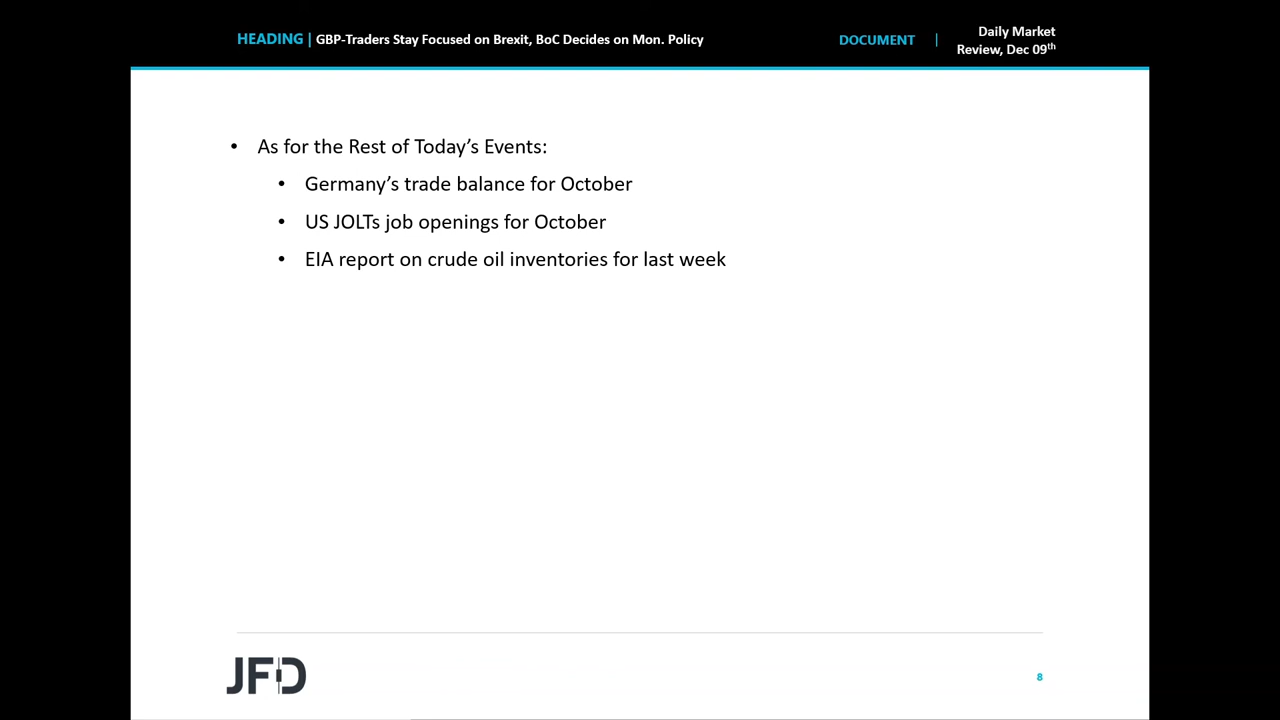 HEADING | GBP-Traders Stay Focused on Brexit, BoC Decides on Mon. Policy
DOCUMENT |
Daily Market
Review, Dec 09th
• As for the Rest of Today's Events:
• Germany's trade balance for October
• US JOLTs job openings for October
• EIA report on crude oil inventories for last week
JFD
8